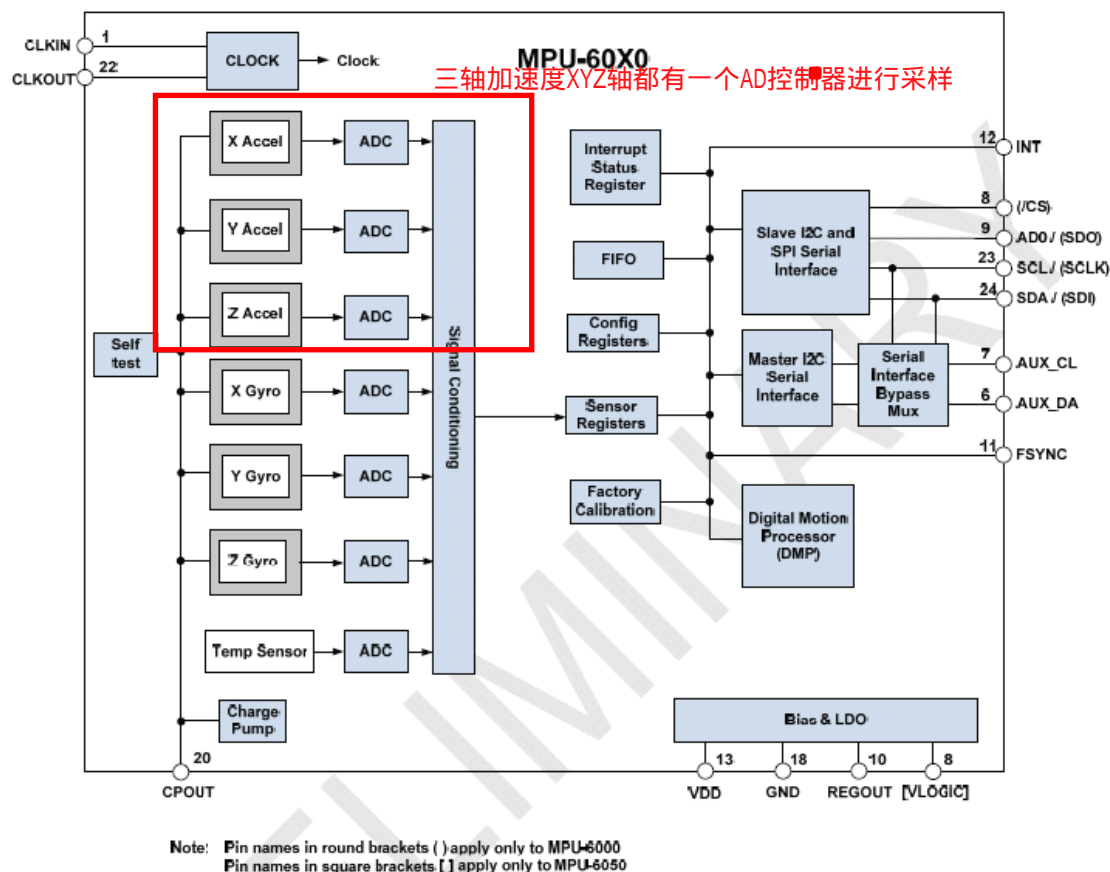 MPU-60X0
三轴加速度XYZ轴都有一个AD控制器进行采样
CLKIN
1
CLKOUT
22
CLOCK
Clock
X Accel
ADC
Y Accel
ADC
Z Accel
ADC
Self
test
X Gyro
ADC
Y Gyro
ADC
Z Gyro
ADC
Temp Sensor
ADC
Signal Conditioning
Charge
Pump
20
CPOUT
Interrupt
Status
Register
FIFO
Config
Registers
Sensor
Registers
Factory
Calibration
Slave I2C and
SPI Serial
Interface
Master I2C
Serial
Interface
Serial
Interface
Bypass
Mux
Digital Motion
Processor
(DMP)
12
INT
8
(/CS)
9
AD0 / (SDO)
23
SCL / (SCLK)
24
SDA / (SDI)
7
AUX_CL
6
AUX_DA
11
FSYNC
Bias & LDO
13
18
10
8
VDD
GND
REGOUT
[VLOGIC]
Note: Pin names in round brackets ( ) apply only to MPU-6000
Pin names in square brackets [ ] apply only to MPU-6050
ELIMINARY